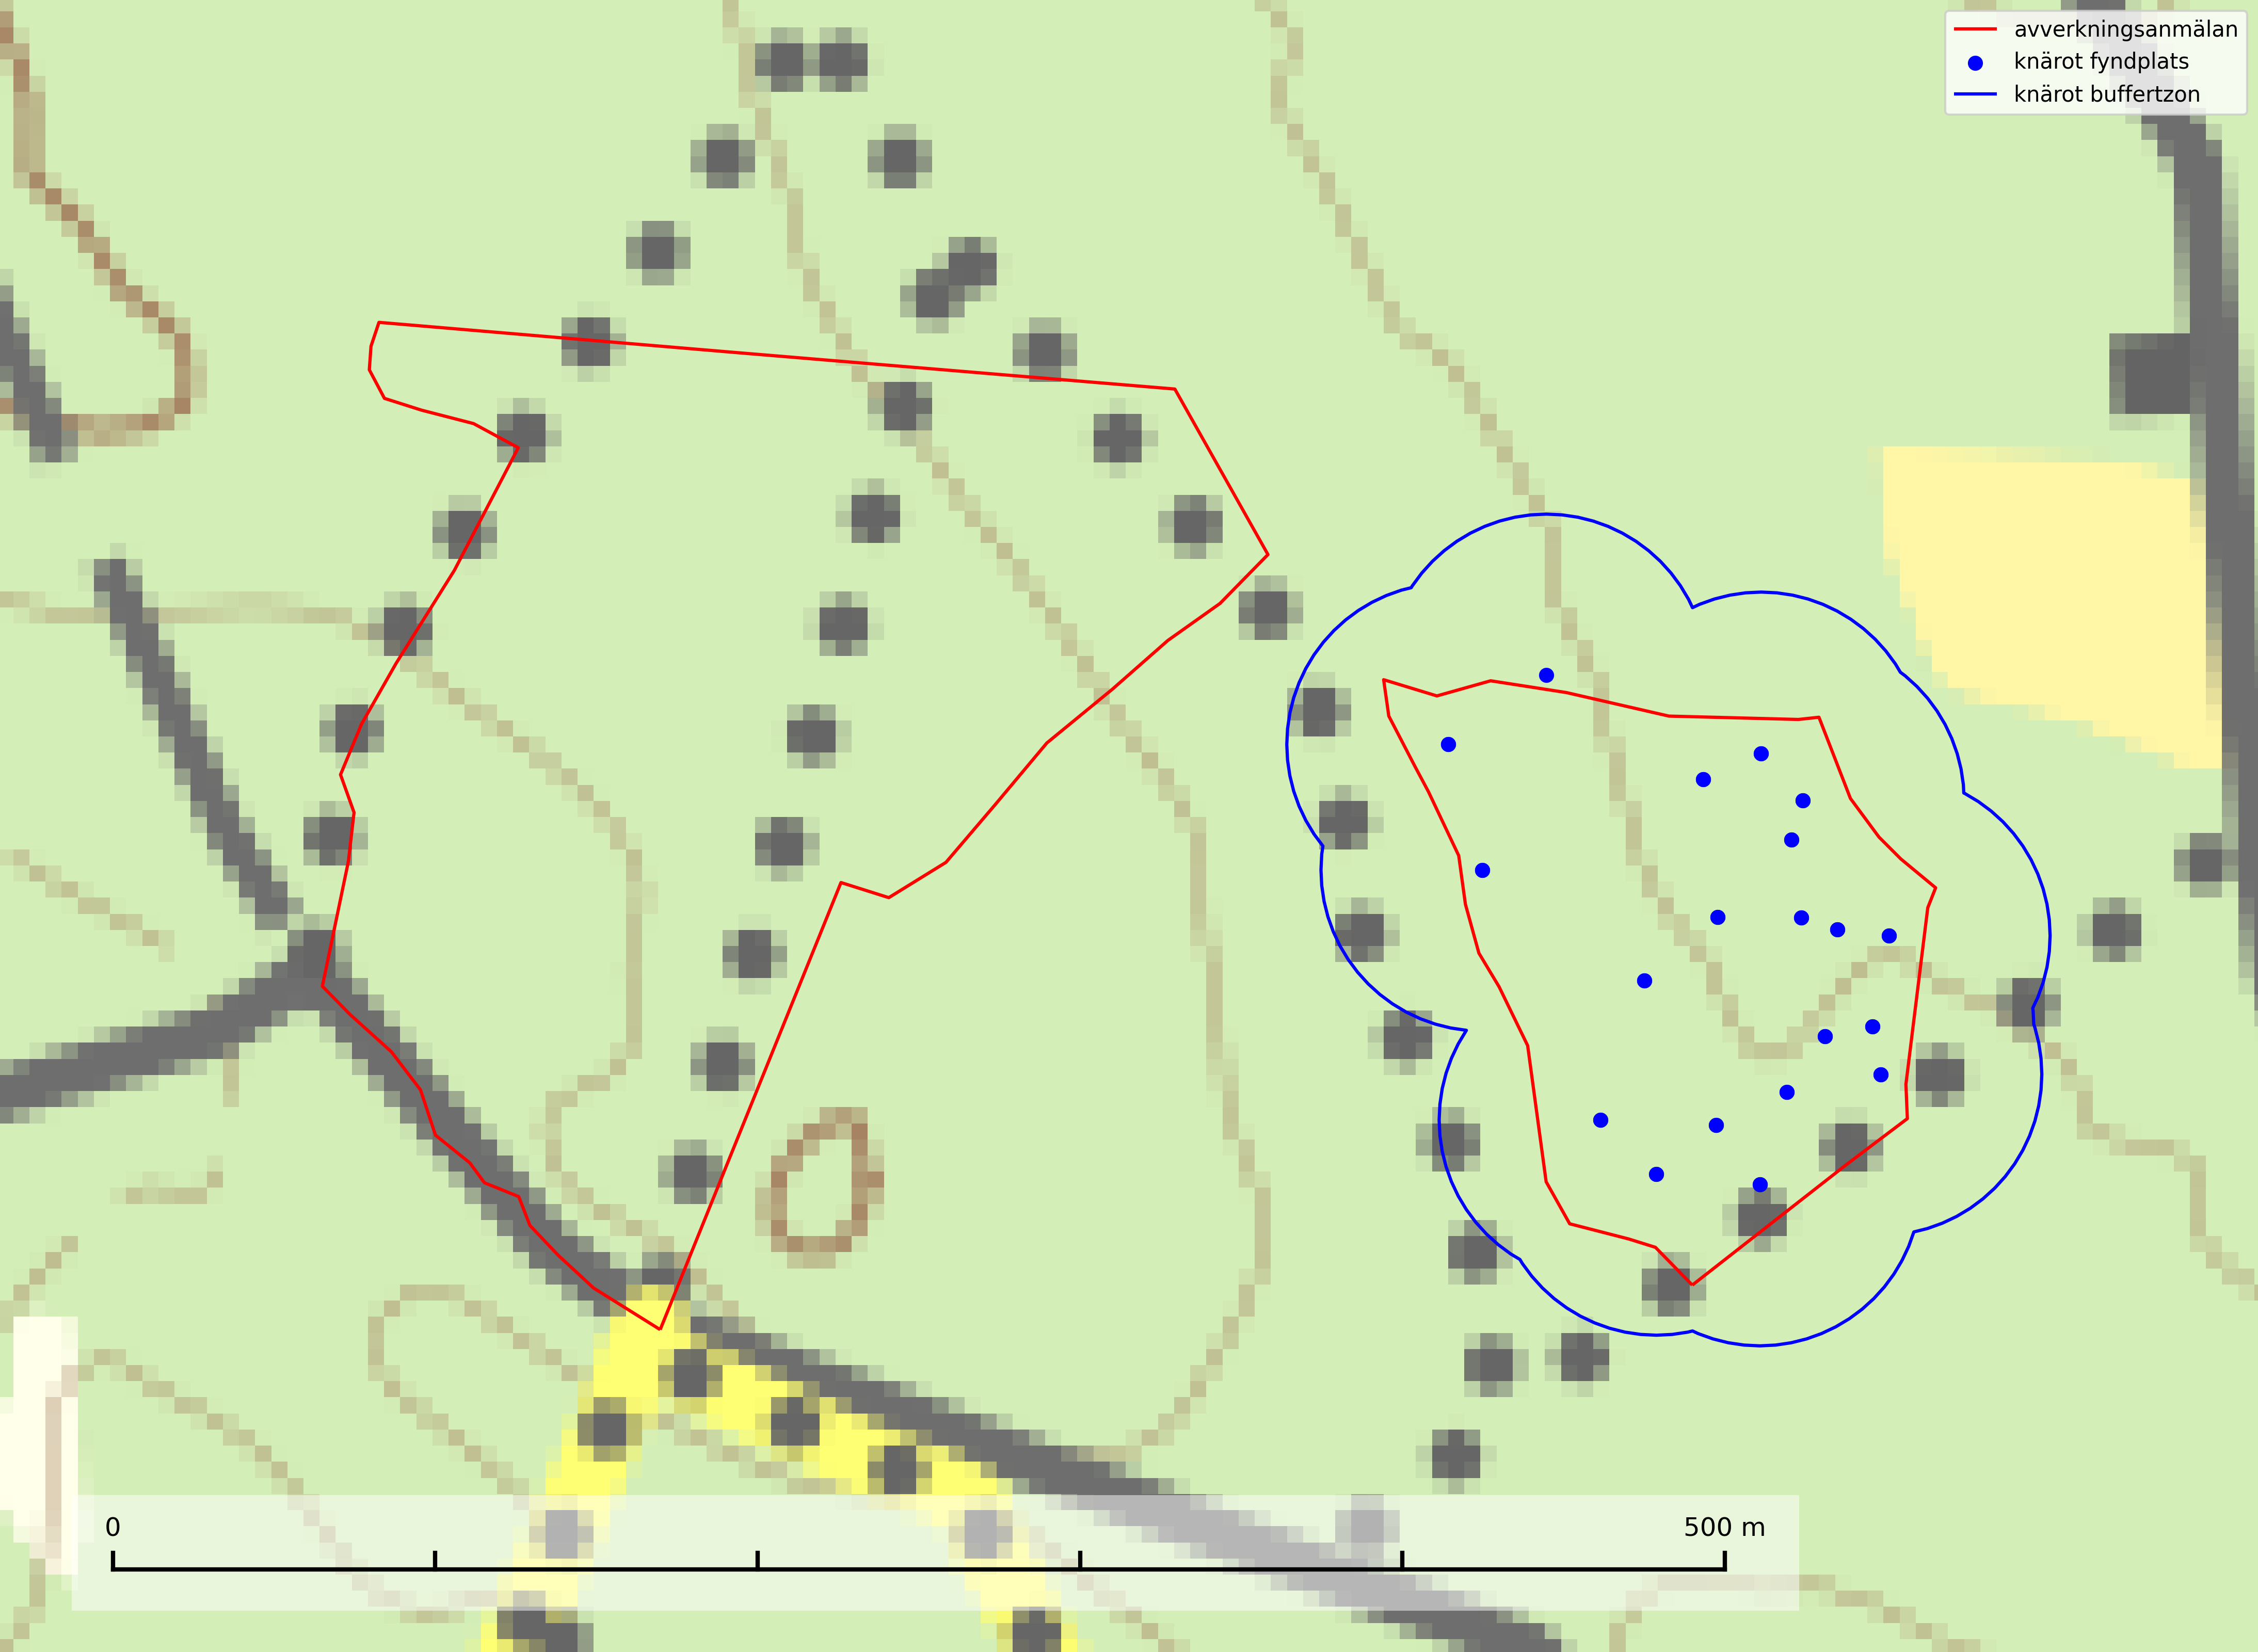 avverkningsanmälan
knärot fyndplats
knärot buffertzon
0 500 m